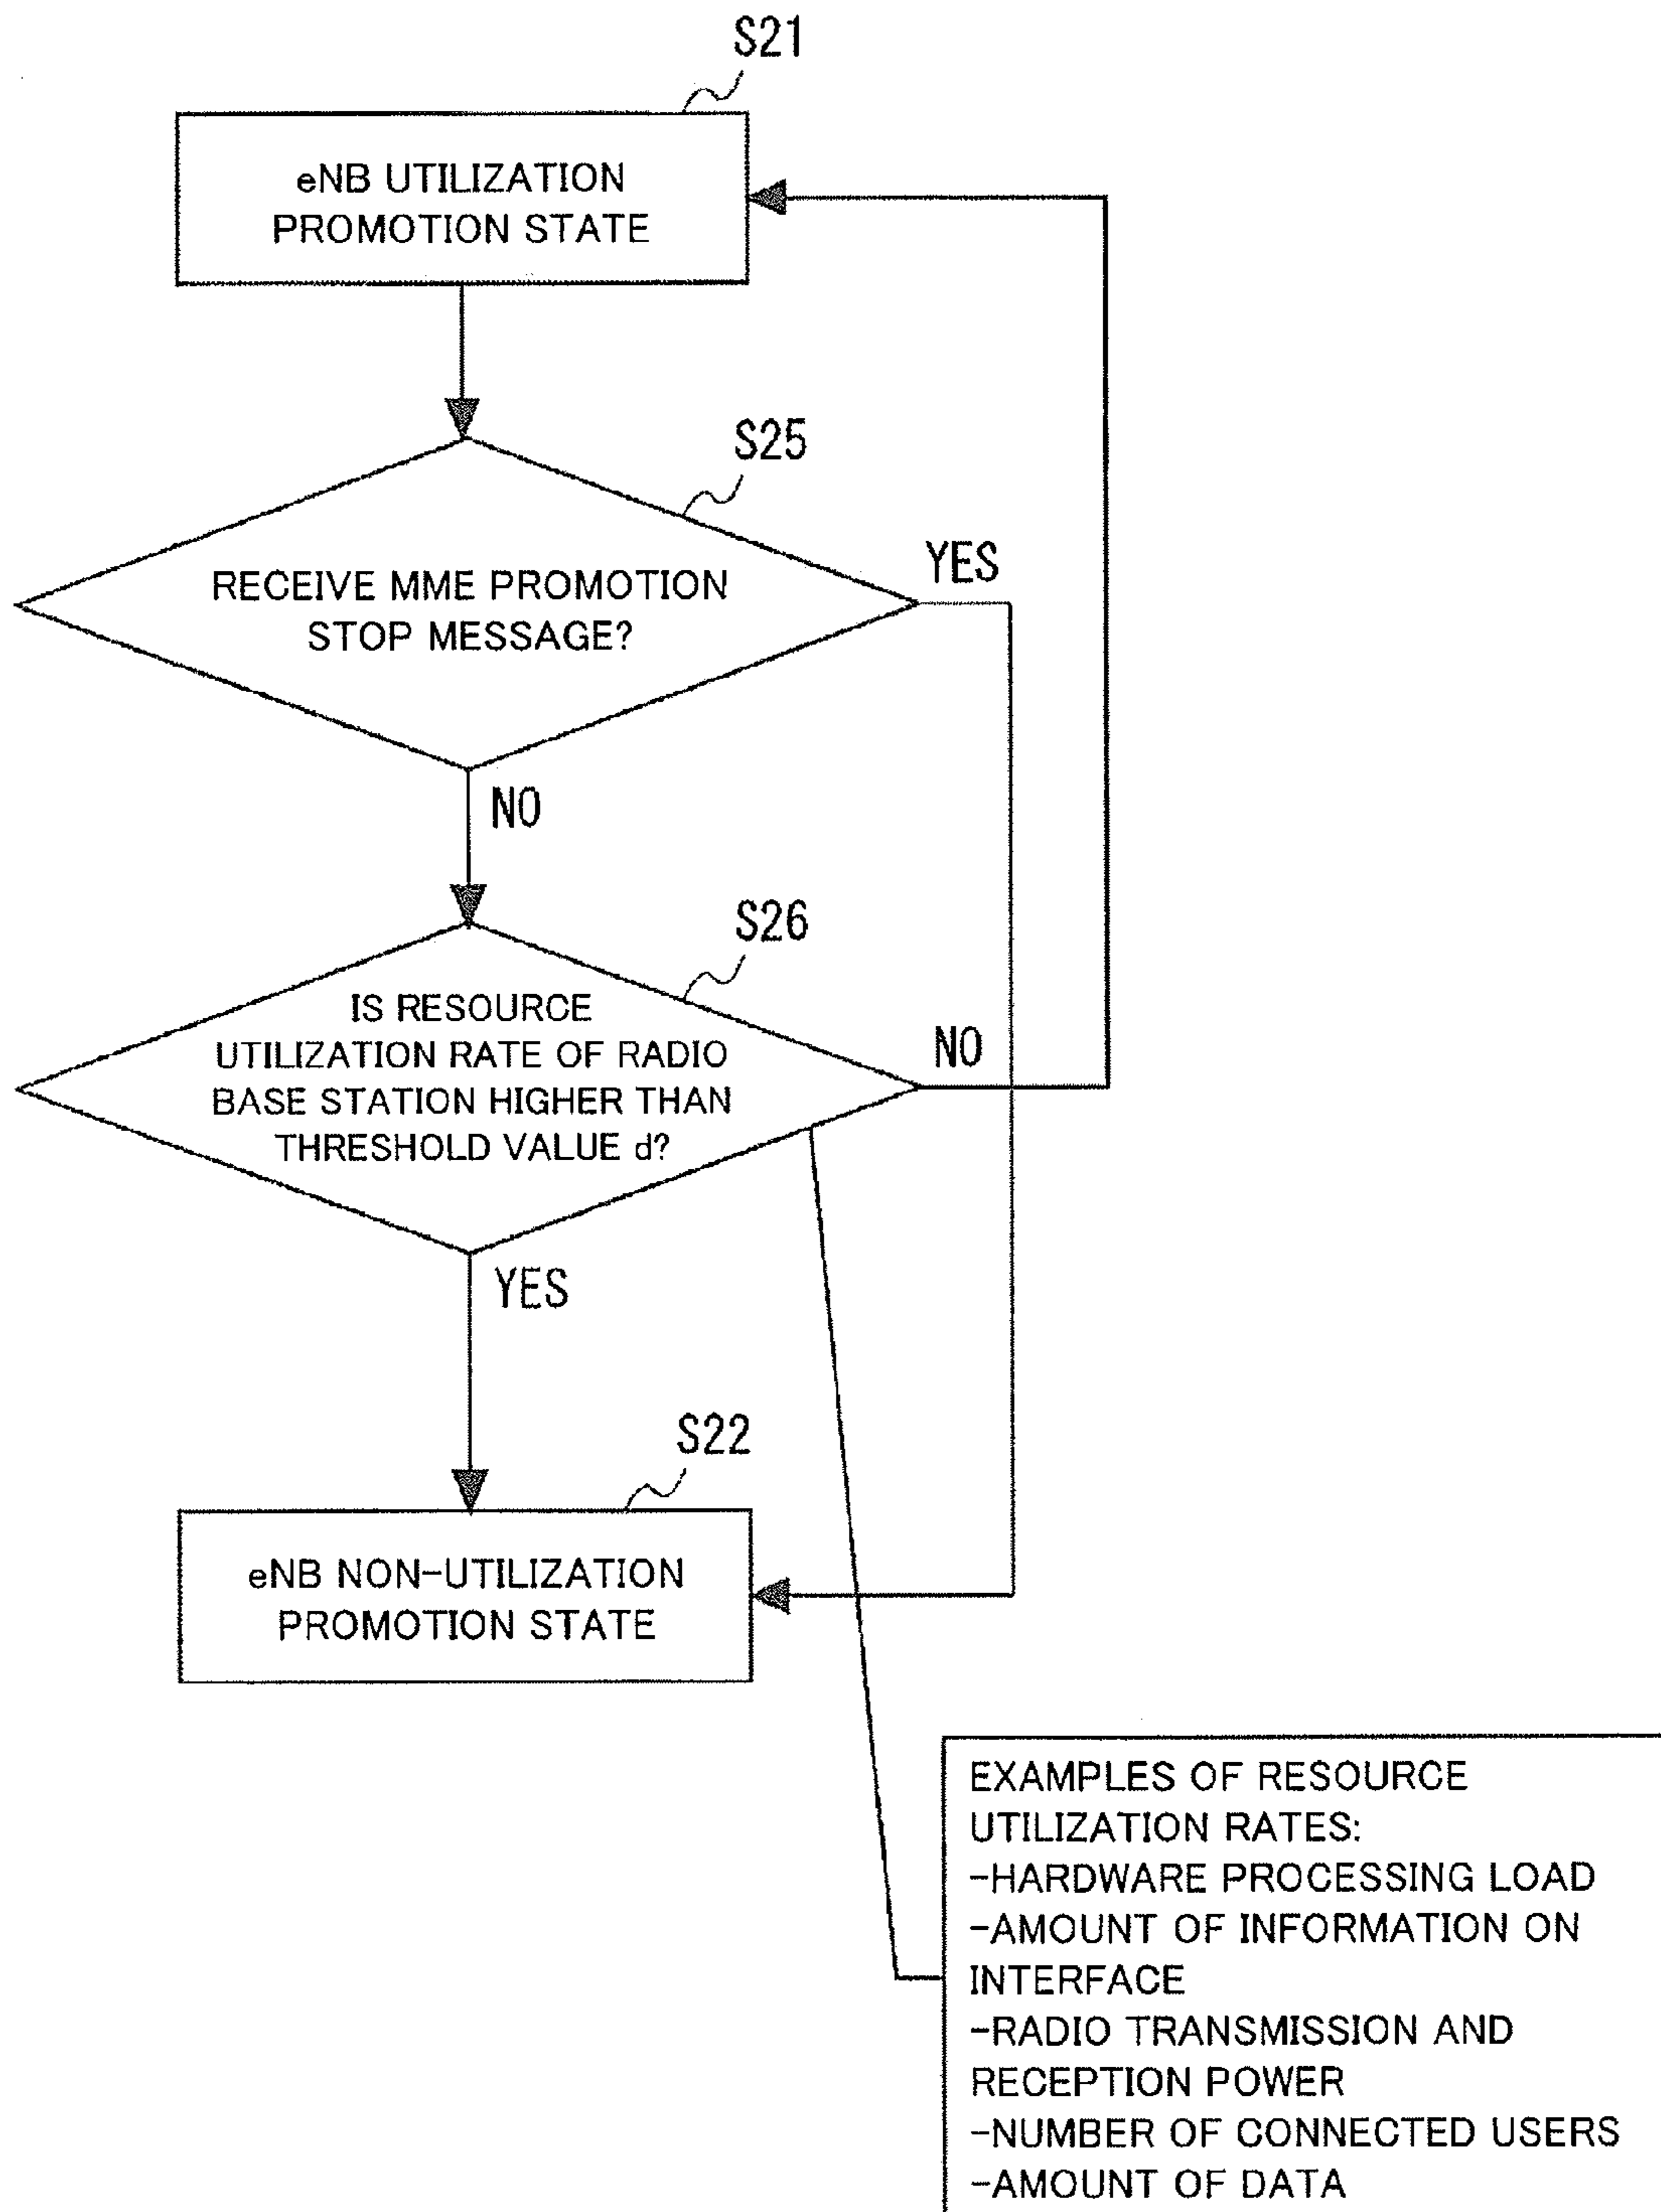 S21
eNB UTILIZATION
PROMOTION STATE
S25
RECEIVE MME PROMOTION
STOP MESSAGE?
YES
NO
S26
IS RESOURCE
UTILIZATION RATE OF RADIO
BASE STATION HIGHER THAN
THRESHOLD VALUE d?
NO
YES
S22
eNB NON-UTILIZATION
PROMOTION STATE
EXAMPLES OF RESOURCE
UTILIZATION RATES:
-HARDWARE PROCESSING LOAD
-AMOUNT OF INFORMATION ON
INTERFACE
-RADIO TRANSMISSION AND
RECEPTION POWER
-NUMBER OF CONNECTED USERS
-AMOUNT OF DATA